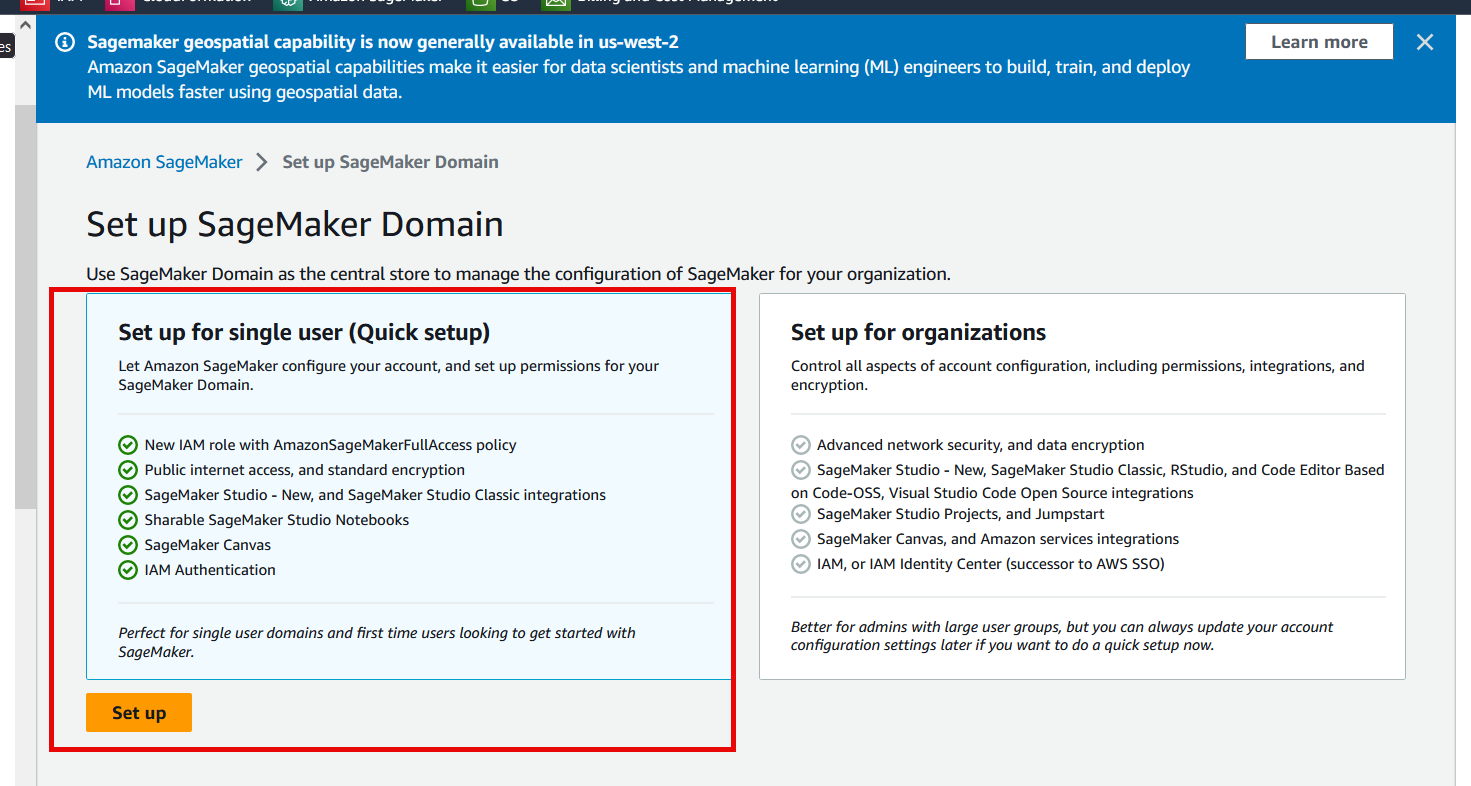 es
Sagemaker geospatial capability is now generally available in us-west-2
Amazon SageMaker geospatial capabilities make it easier for data scientists and machine learning (ML) engineers to build, train, and deploy
ML models faster using geospatial data.
Learn more
Amazon SageMaker
Set up SageMaker Domain
Set up SageMaker Domain
Use SageMaker Domain as the central store to manage the configuration of SageMaker for your organization.
Set up for single user (Quick setup)
Let Amazon SageMaker configure your account, and set up permissions for your
SageMaker Domain.
New IAM role with AmazonSageMakerFullAccess policy
Public internet access, and standard encryption
SageMaker Studio - New, and SageMaker Studio Classic integrations
Sharable SageMaker Studio Notebooks
SageMaker Canvas
IAM Authentication
Perfect for single user domains and first time users looking to get started with
SageMaker.
Set up
Set up for organizations
Control all aspects of account configuration, including permissions, integrations, and
encryption.
Advanced network security, and data encryption
SageMaker Studio - New, SageMaker Studio Classic, RStudio, and Code Editor Based
on Code-OSS, Visual Studio Code Open Source integrations
SageMaker Studio Projects, and Jumpstart
SageMaker Canvas, and Amazon services integrations
IAM, or IAM Identity Center (successor to AWS SSO)
Better for admins with large user groups, but you can always update your account
configuration settings later if you want to do a quick setup now.